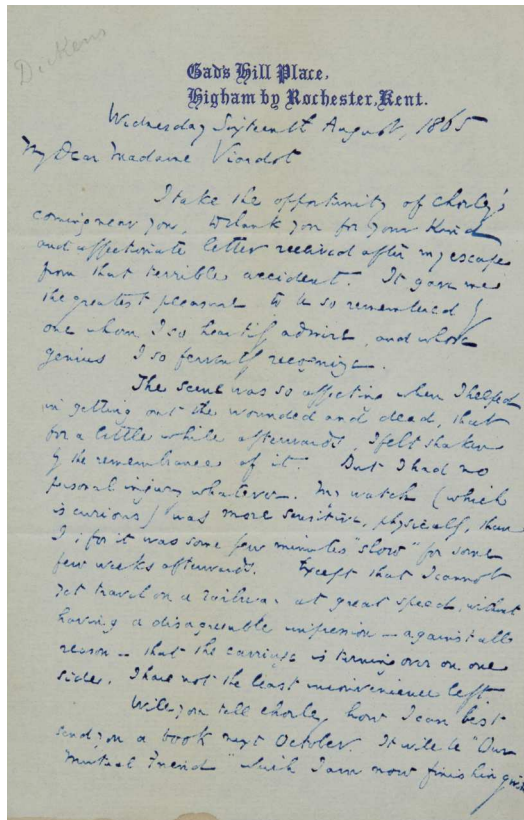 Dickens
Gad's Hill Place,
Higham by Rochester, Kent.
Wednesday Sixteenth August, 1865
My Dear Madame Viardot
I take the opportunity of Chorley's
coming near you, to thank you for your kind
and affectionate letter received after my escape
from that terrible accident. It gave me
the greatest pleasure to be so remembered by
one whom I so heartily admire, and whose
genius I so fervently recognize.
The scene was so affecting when I helped
in getting out the wounded and dead, that
for a little while afterwards I felt shaken
by the remembrance of it. But I had no
personal injury whatever. My watch (which
is curious) was more sensitive, physically, than
I; for it was some few minutes "slow" for some
few weeks afterwards. Except that I cannot
yet travel on a railway at great speed without
having a disagreeable impression – against all
reason – that the carriage is turning over on one
side, I have not the least inconvenience left.
Will you tell Chorley how I can best
send you a book next October. It will be "Our
Mutual Friend" which I am now finishing